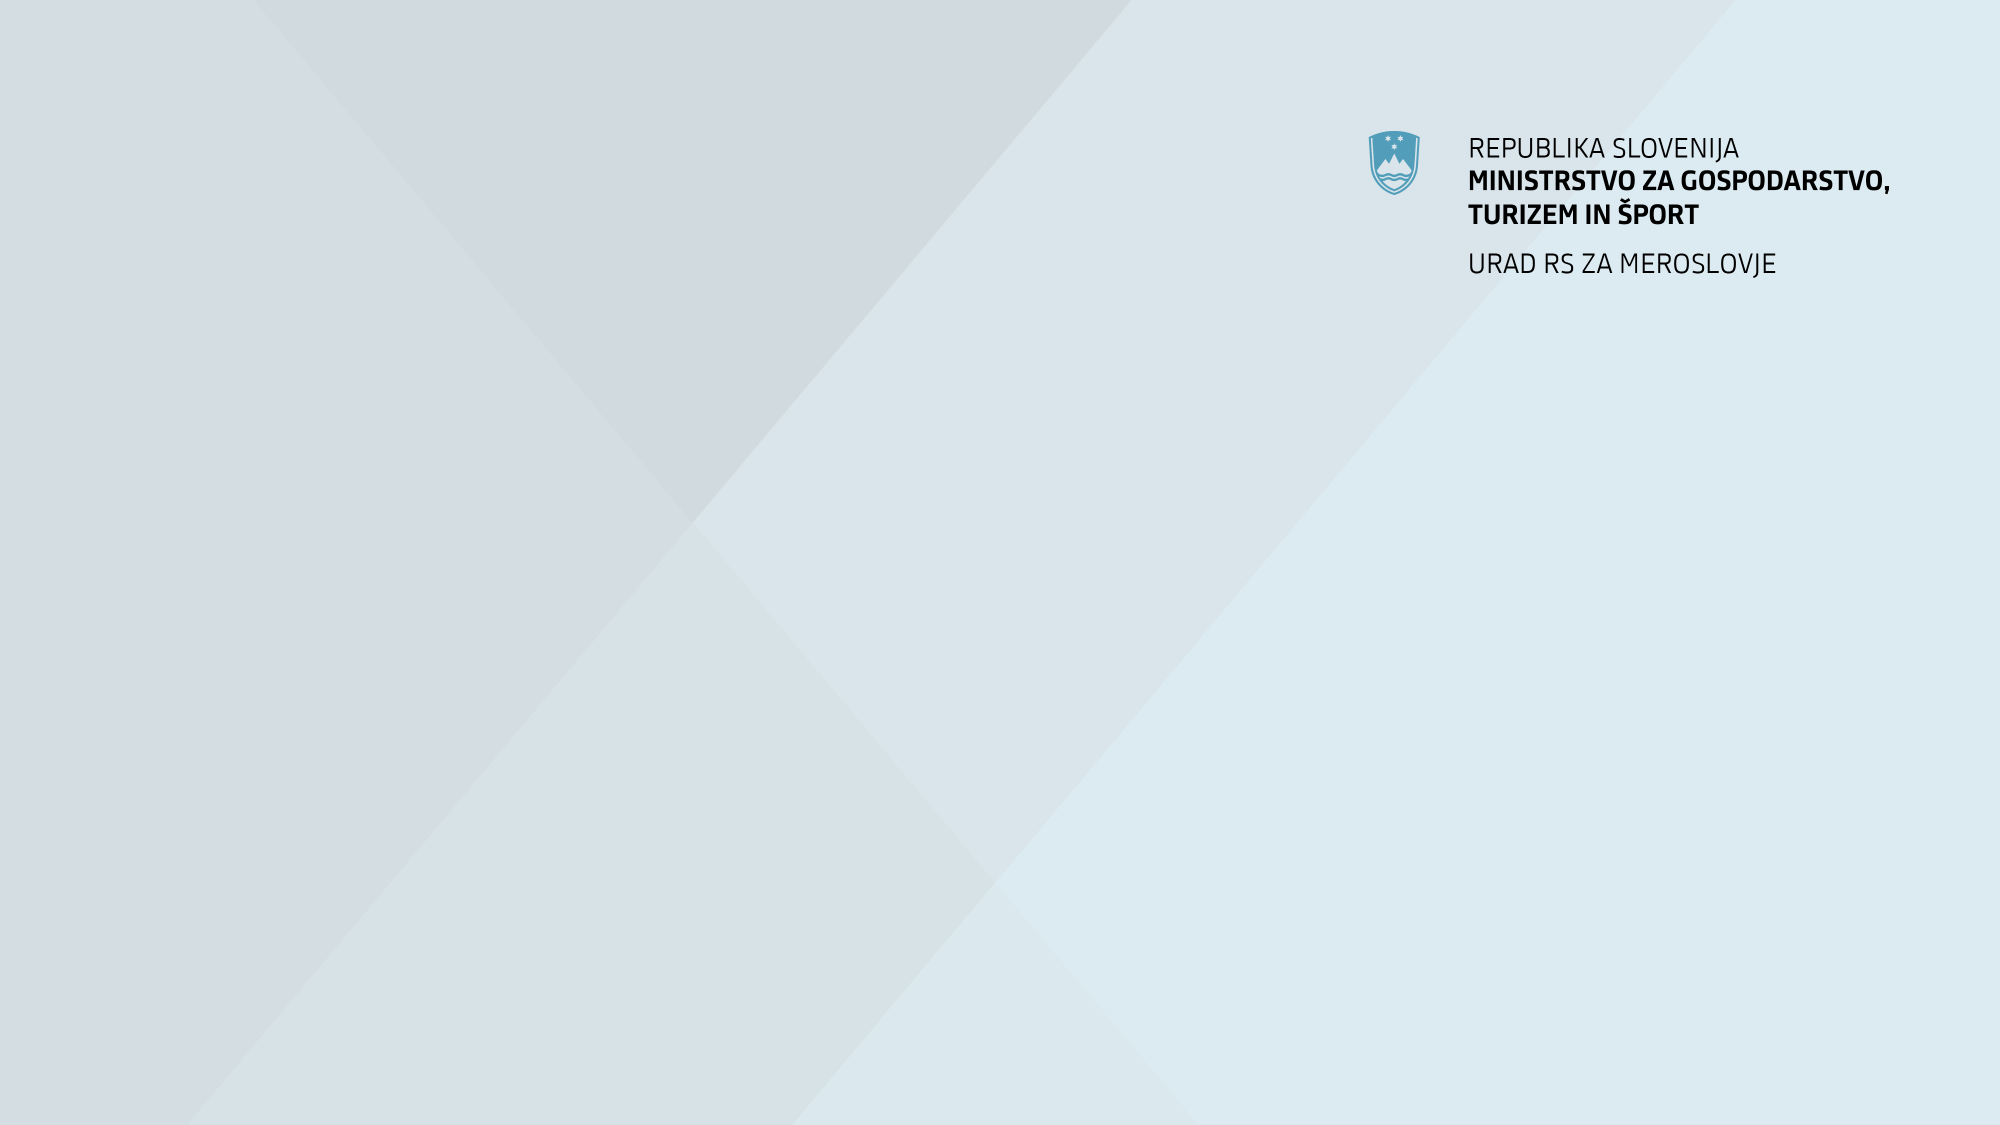 REPUBLIKA SLOVENIJA
MINISTRSTVO ZA GOSPODARSTVO,
TURIZEM IN ŠPORT
URAD RS ZA MEROSLOVJE